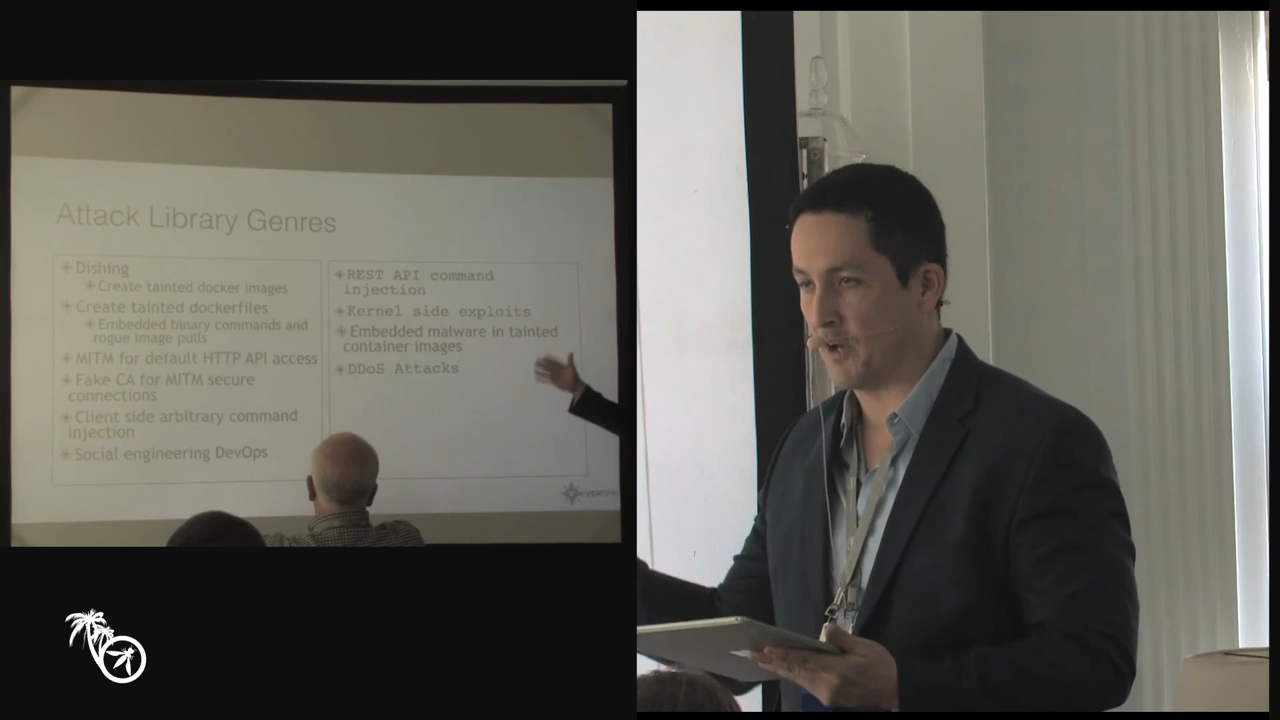 Attack Library Genres
Dishing
Create tainted docker images
Create tainted dockerfiles
Embedded binary commands and
rogue image pulls
MITM for default HTTP API access
Fake CA for MITM secure
connections
Client side arbitrary command
injection
Social engineering DevOps
REST API command
injection
Kernel side exploits
Embedded malware in tainted
container images
DDoS Attacks